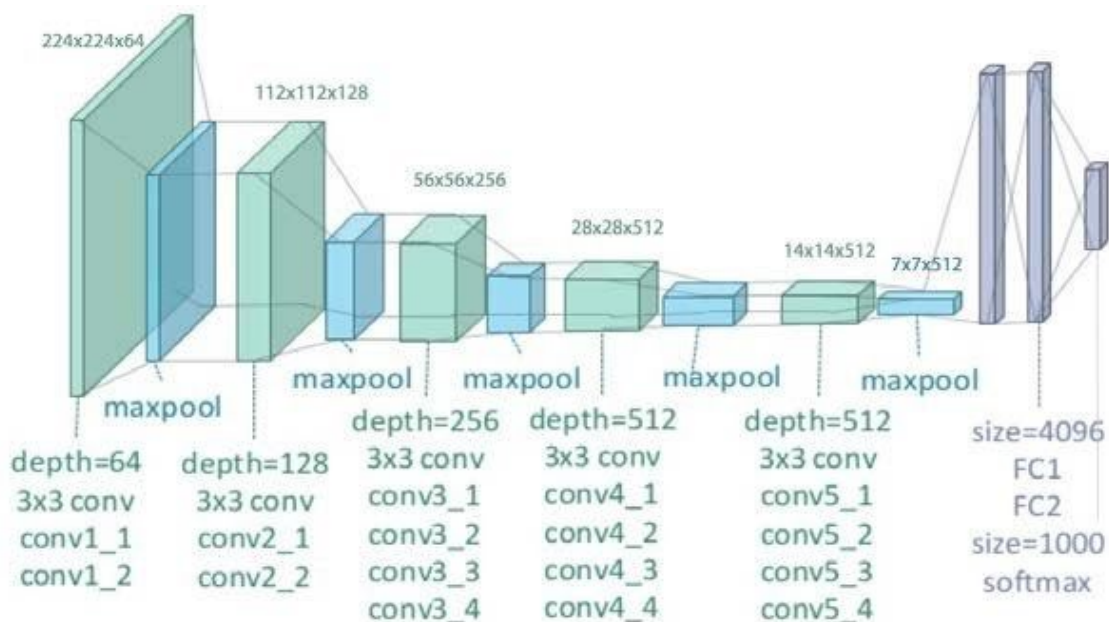 224x224x64
112x112x128
56x56x256
28x28x512
14x14x512
7x7x512
maxpool
maxpool
maxpool
maxpool
maxpool
depth=64
3x3 conv
conv1_1
conv1_2
depth=128
3x3 conv
conv2_1
conv2_2
depth=256
3x3 conv
conv3_1
conv3_2
conv3_3
conv3_4
depth=512
3x3 conv
conv4_1
conv4_2
conv4_3
conv4_4
depth=512
3x3 conv
conv5_1
conv5_2
conv5_3
conv5_4
size=4096
FC1
FC2
size=1000
softmax